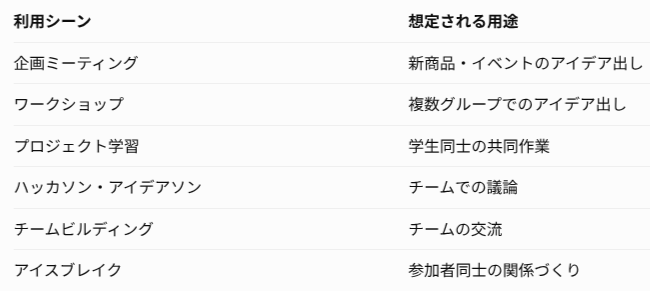 利用シーン 想定される用途
企画ミーティング 新商品・イベントのアイデア出し
ワークショップ 複数グループでのアイデア出し
プロジェクト学習 学生同士の共同作業
ハッカソン・アイデアソン チームでの議論
チームビルディング チームの交流
アイスブレイク 参加者同士の関係づくり